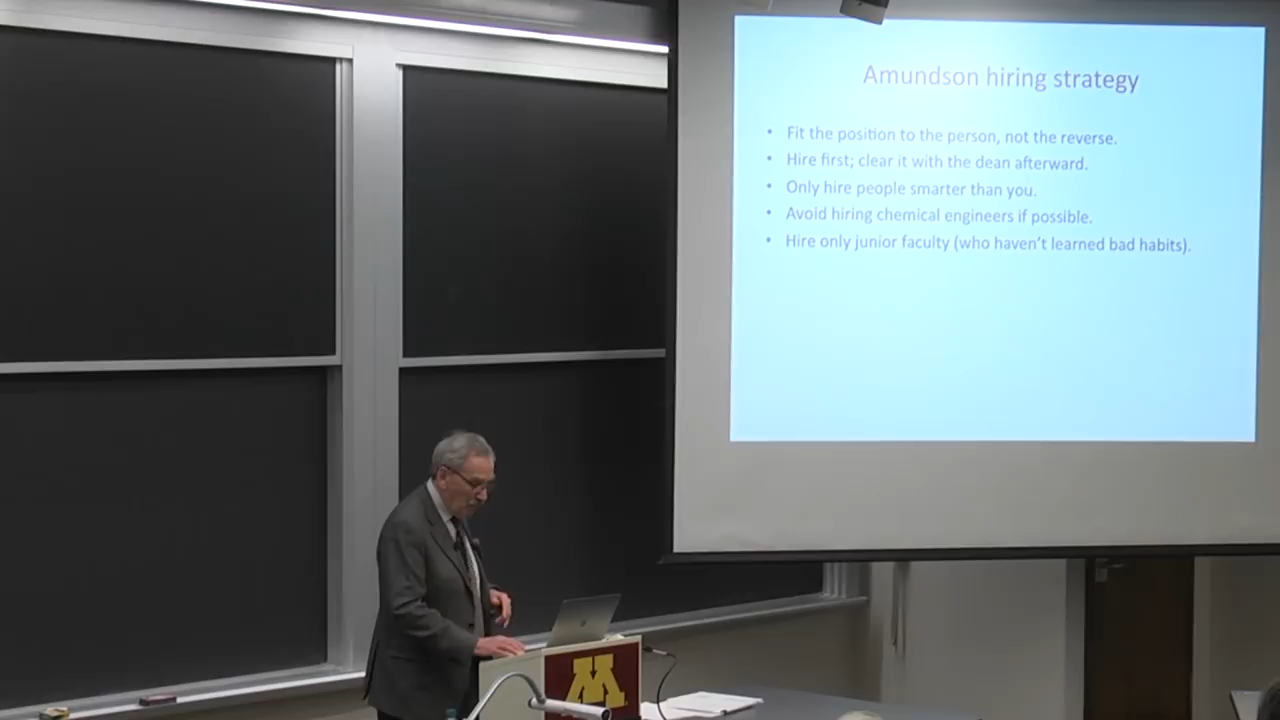 Amundson hiring strategy
• Fit the position to the person, not the reverse.
• Hire first; clear it with the dean afterward.
• Only hire people smarter than you.
• Avoid hiring chemical engineers if possible.
• Hire only junior faculty (who haven't learned bad habits).
M